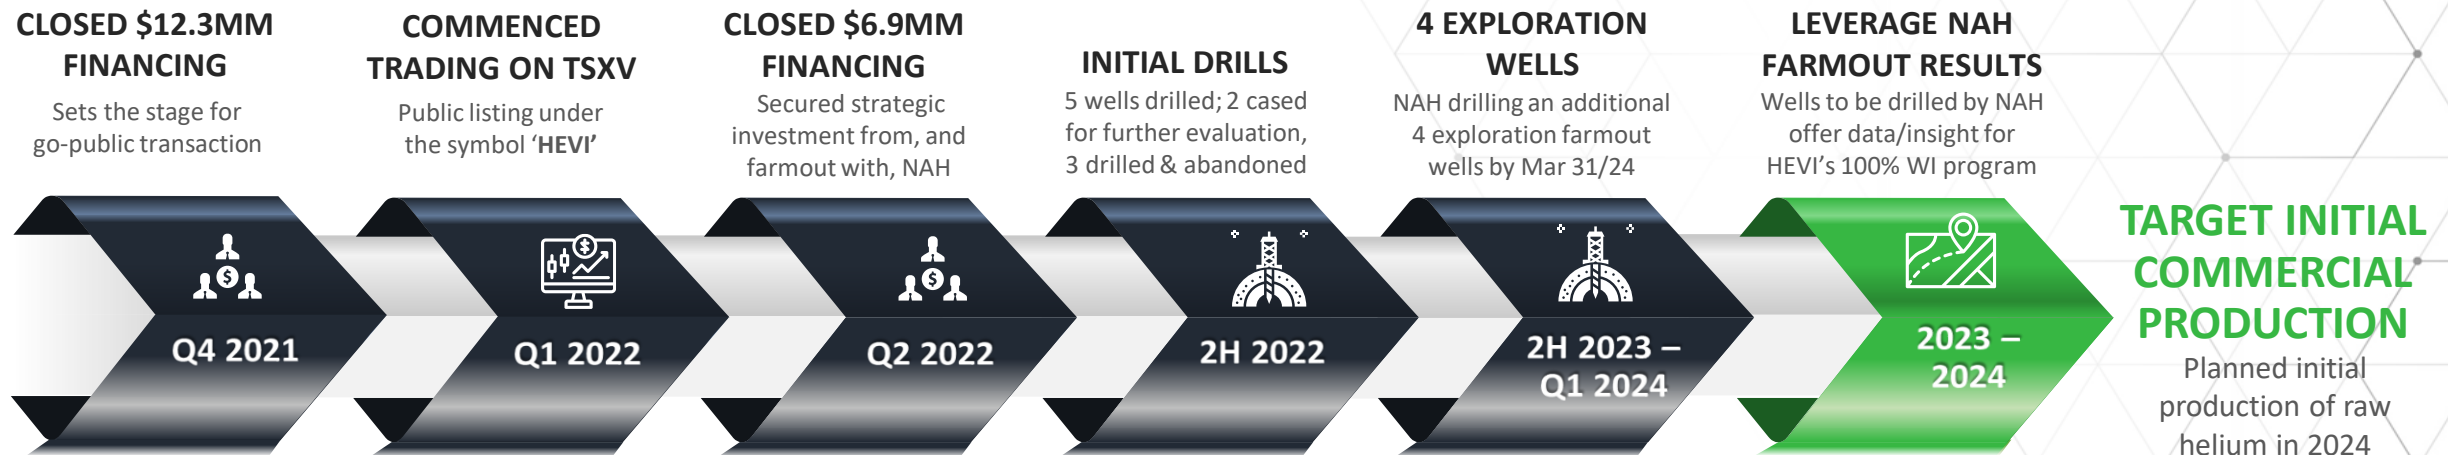 CLOSED $12.3MM
FINANCING
Sets the stage for
go-public transaction
Q4 2021
COMMENCED
TRADING ON TSXV
Public listing under
the symbol ‘HEVI’
Q1 2022
CLOSED $6.9MM
FINANCING
Secured strategic
investment from, and
farmout with, NAH
Q2 2022
INITIAL DRILLS
5 wells drilled; 2 cased
for further evaluation,
3 drilled & abandoned
2H 2022
4 EXPLORATION
WELLS
NAH drilling an additional
4 exploration farmout
wells by Mar 31/24
2H 2023 –
Q1 2024
LEVERAGE NAH
FARMOUT RESULTS
Wells to be drilled by NAH
offer data/insight for
HEVI’s 100% WI program
2023 –
2024
TARGET INITIAL
COMMERCIAL
PRODUCTION
Planned initial
production of raw
helium in 2024